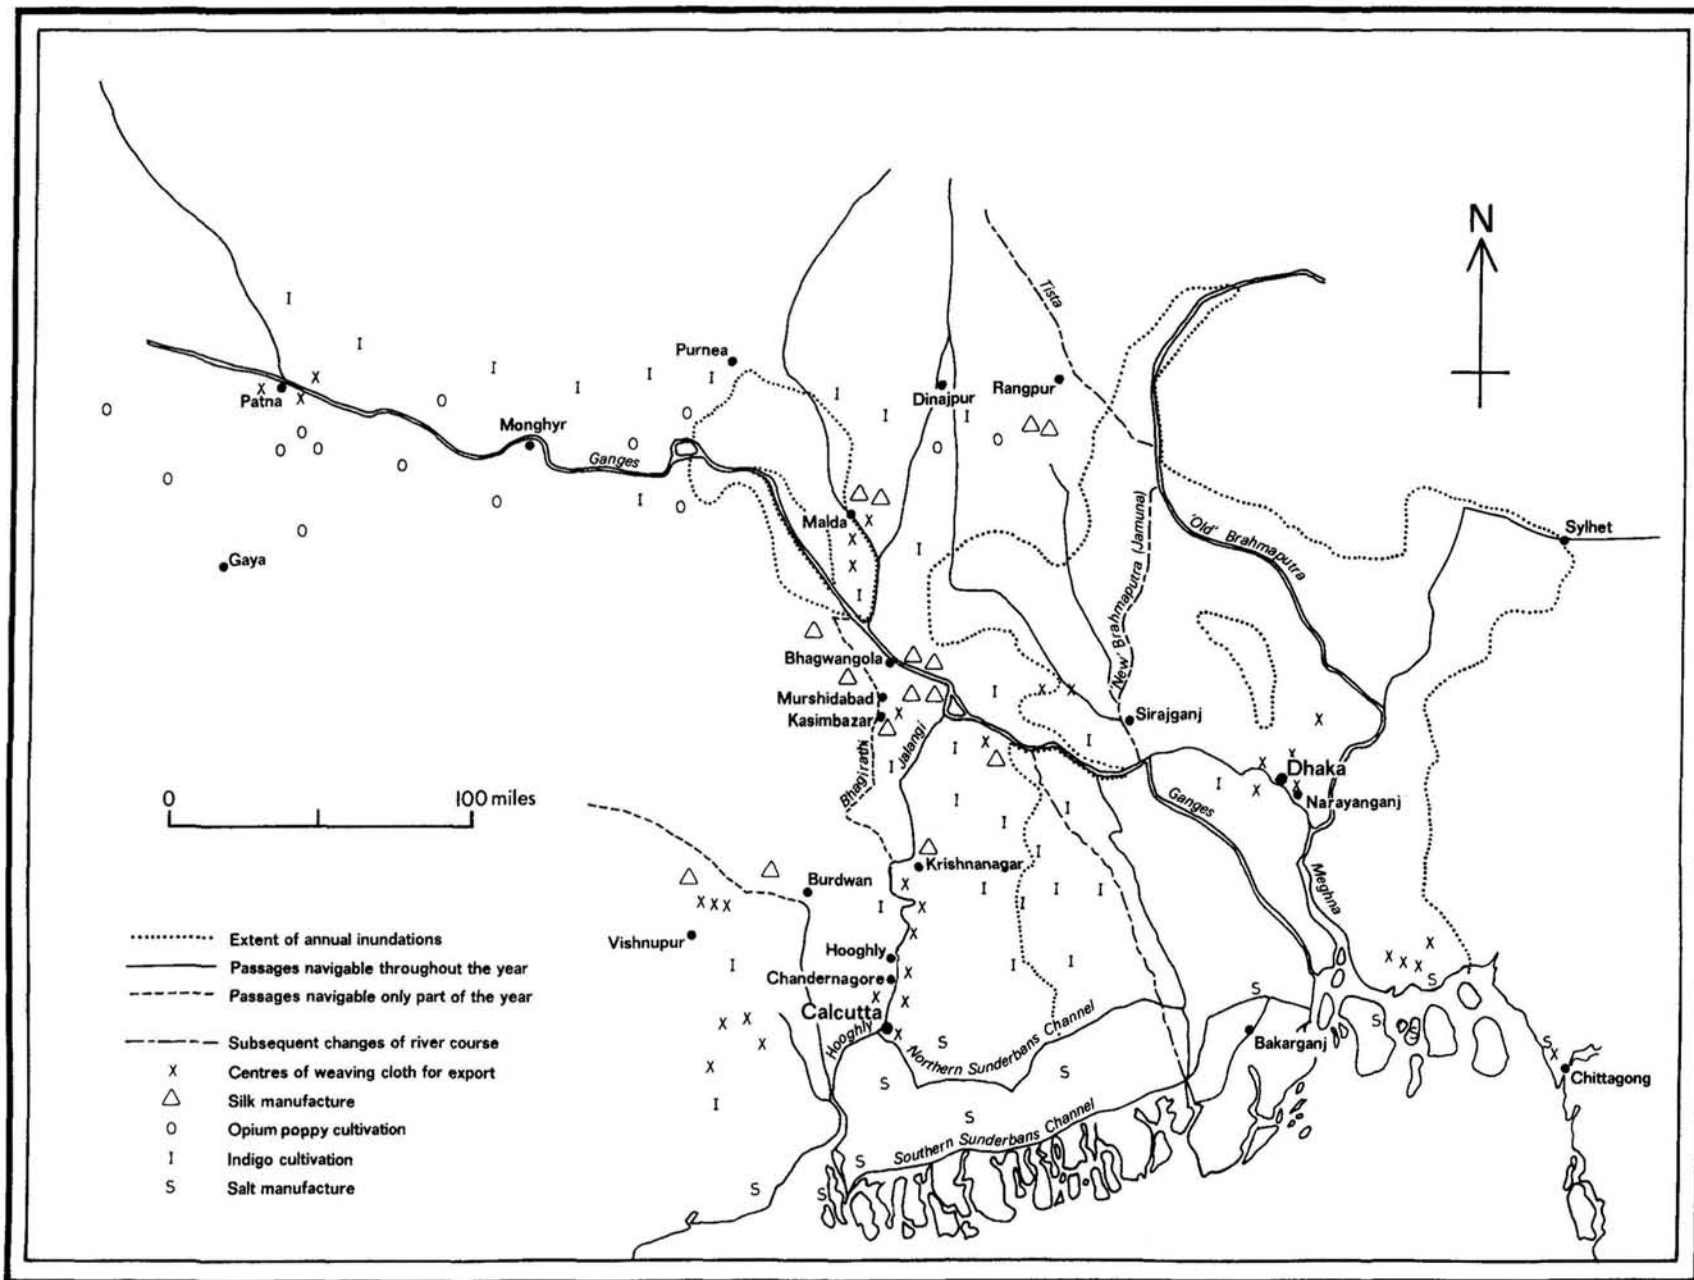 N
Tista
Purnea
Patna
Dinajpur
Rangpur
Monghyr
Ganges
Malda
'Old' Brahmaputra
Sylhet
Gaya
'New' Brahmaputra (Jamuna)
Bhagwangola
Murshidabad
Kasimbazar
Sirajganj
Bhagirathi
Jalangi
Dhaka
Narayanganj
0 100 miles
Ganges
Krishnanagar
Meghna
Burdwan
Vishnupur
Hooghly
Chandernagore
Calcutta
Hooghly
Northern Sunderbans Channel
Bakarganj
Chittagong
Southern Sunderbans Channel
Extent of annual inundations
Passages navigable throughout the year
Passages navigable only part of the year
Subsequent changes of river course
X Centres of weaving cloth for export
Silk manufacture
O Opium poppy cultivation
I Indigo cultivation
S Salt manufacture